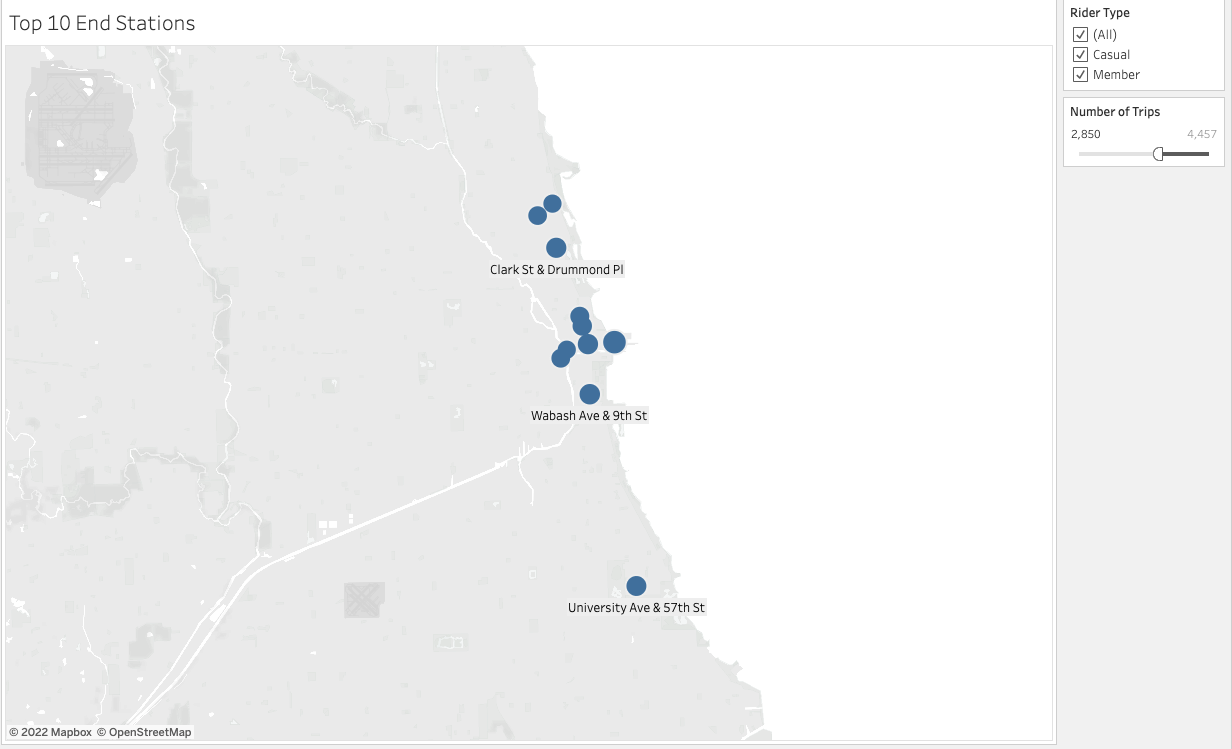 Top 10 End Stations
Rider Type
(All)
Casual
Member
Number of Trips
2,850 4,457
Clark St & Drummond Pl
Wabash Ave & 9th St
University Ave & 57th St
© 2022 Mapbox © OpenStreetMap